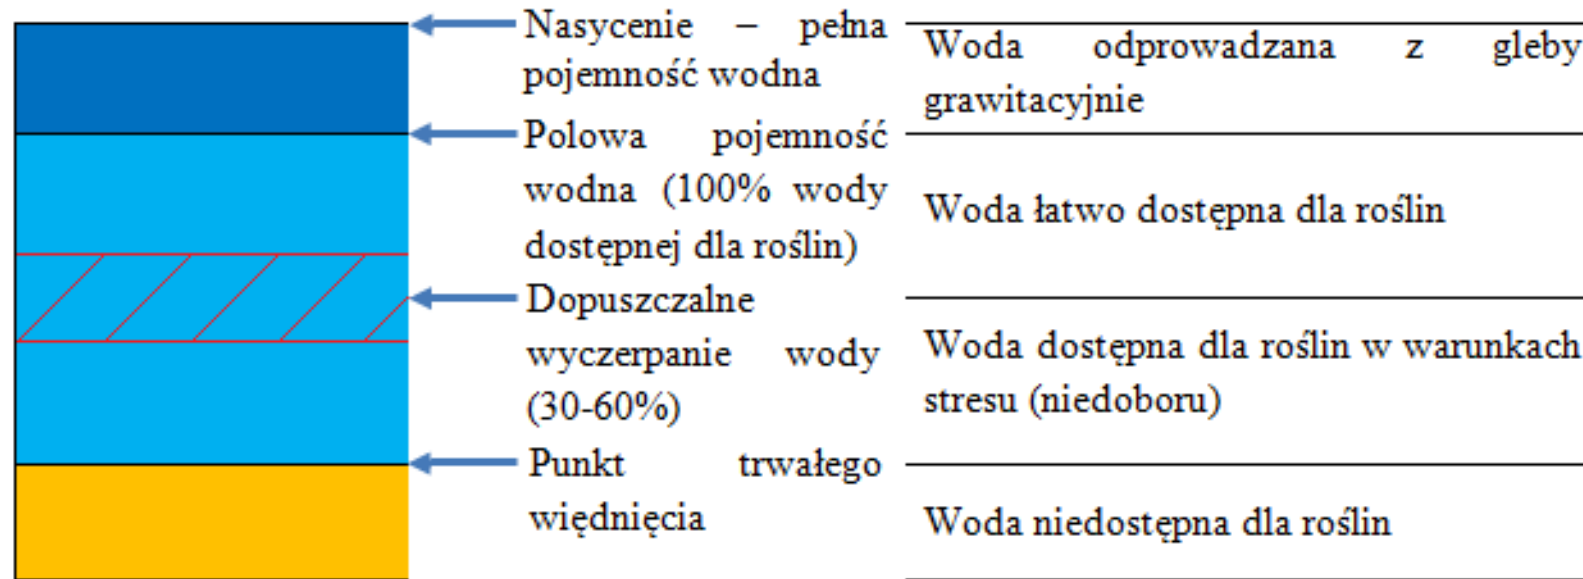 Nasycenie – pełna
pojemność wodna
Woda odprowadzana z gleby
grawitacyjnie
Polowa pojemność
wodna (100% wody
dostępnej dla roślin)
Woda łatwo dostępna dla roślin
Dopuszczalne
wyczerpanie wody
(30-60%)
Woda dostępna dla roślin w warunkach
stresu (niedoboru)
Punkt trwałego
więdnięcia
Woda niedostępna dla roślin